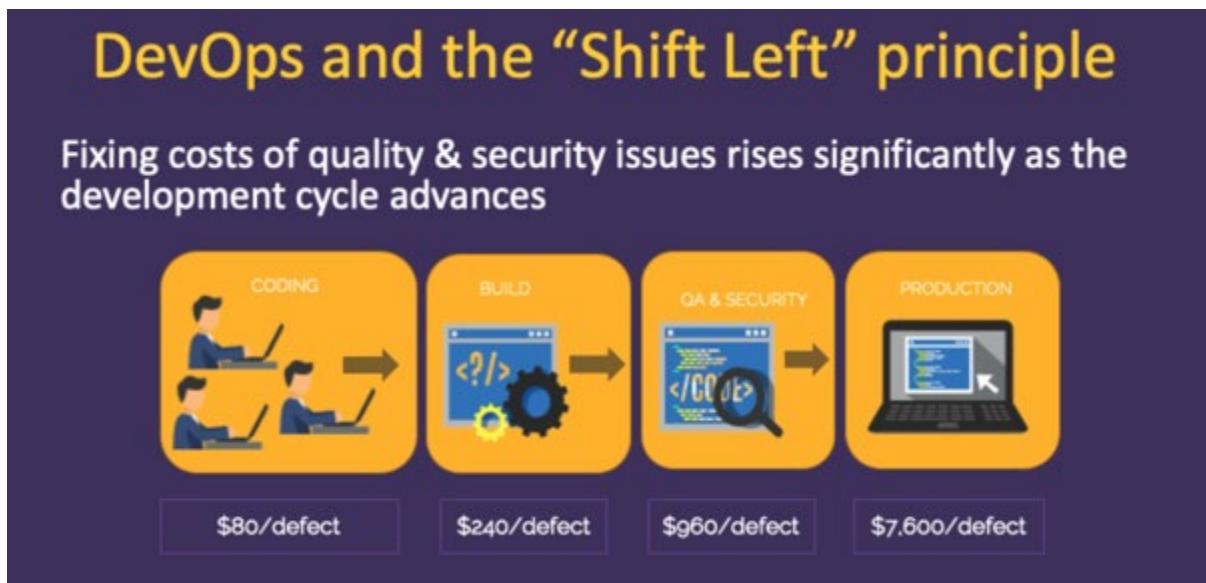 DevOps and the “Shift Left” principle
Fixing costs of quality & security issues rises significantly as the
development cycle advances
CODING
BUILD
QA & SECURITY
PRODUCTION
<?/>
</CODE>
$80/defect
$240/defect
$960/defect
$7,600/defect